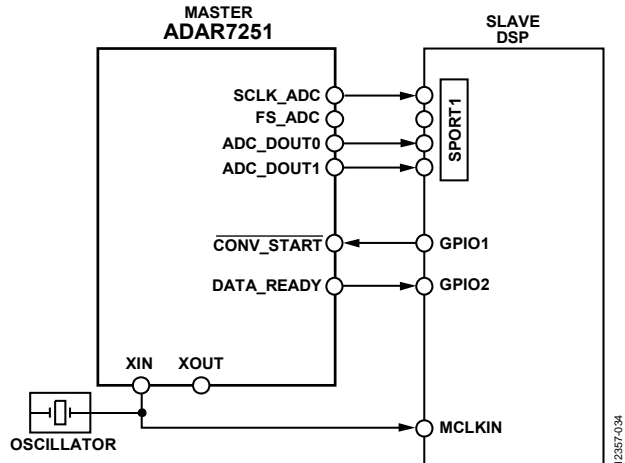 MASTER
ADAR7251
SLAVE
DSP
SCLK_ADC
FS_ADC
ADC_DOUT0
ADC_DOUT1
SPORT1
CONV_START
GPIO1
DATA_READY
GPIO2
XIN
XOUT
OSCILLATOR
MCLKIN
12357-034